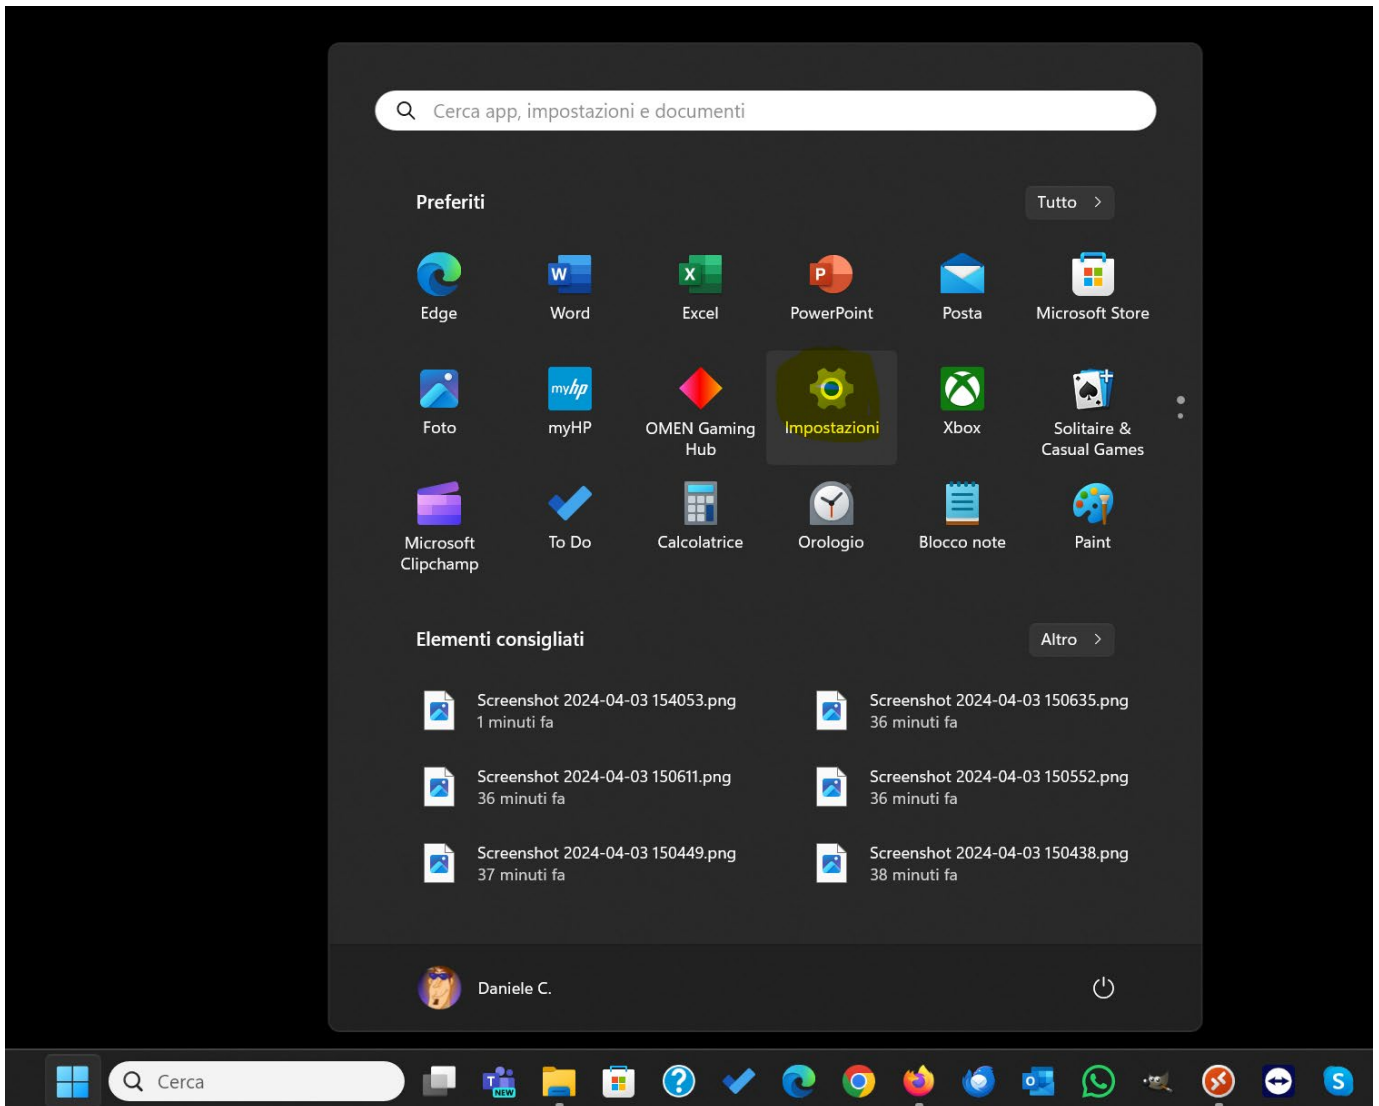 Cerca app, impostazioni e documenti
Preferiti
Tutto
Edge
Word
Excel
PowerPoint
Posta
Microsoft Store
Foto
myHP
OMEN Gaming
Hub
Impostazioni
Xbox
Solitaire &
Casual Games
Microsoft
Clipchamp
To Do
Calcolatrice
Orologio
Blocco note
Paint
Elementi consigliati
Altro
Screenshot 2024-04-03 154053.png
1 minuti fa
Screenshot 2024-04-03 150635.png
36 minuti fa
Screenshot 2024-04-03 150611.png
36 minuti fa
Screenshot 2024-04-03 150552.png
36 minuti fa
Screenshot 2024-04-03 150449.png
37 minuti fa
Screenshot 2024-04-03 150438.png
38 minuti fa
Daniele C.
Cerca
NEW